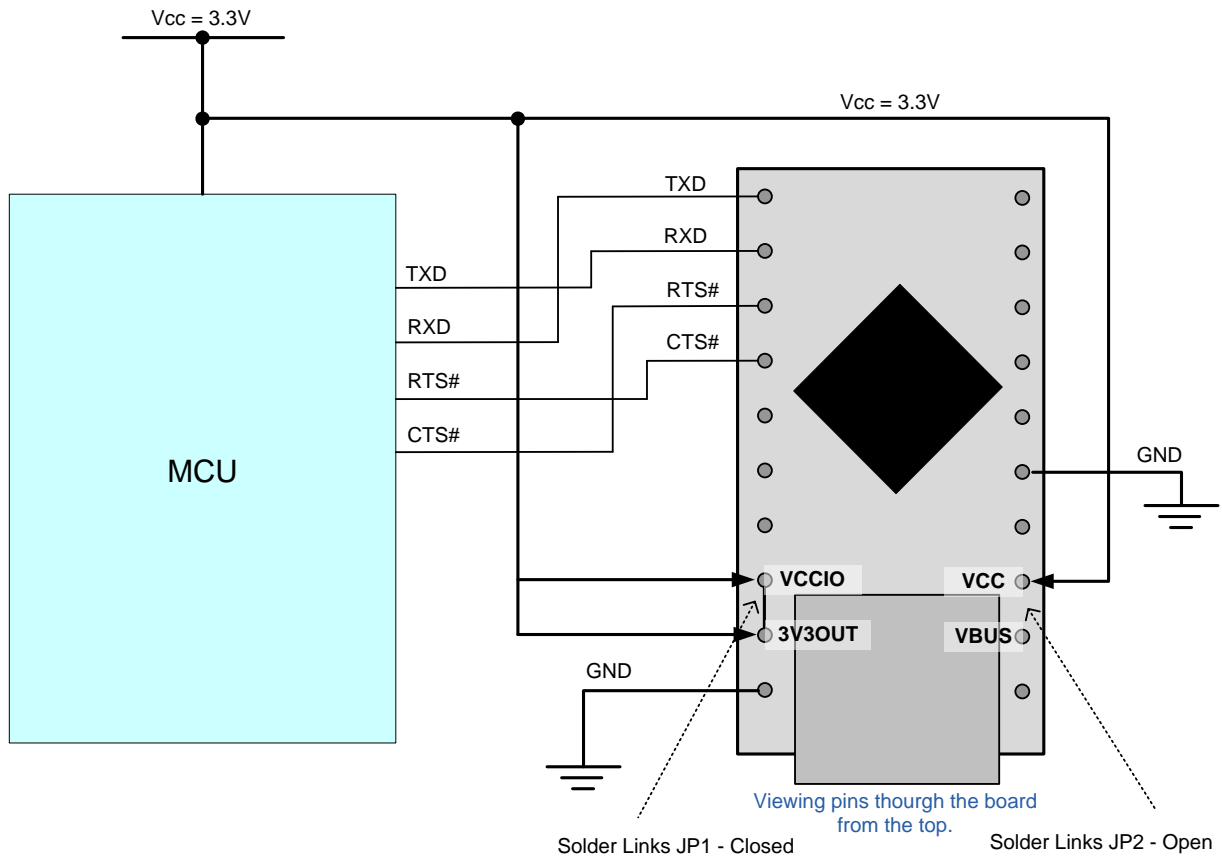 Vcc = 3.3V
Vcc = 3.3V
TXD
RXD
RTS#
CTS#
TXD
RXD
RTS#
CTS#
MCU
GND
VCCIO
VCC
3V3OUT
VBUS
GND
Viewing pins thourgh the board
from the top.
Solder Links JP1 - Closed
Solder Links JP2 - Open